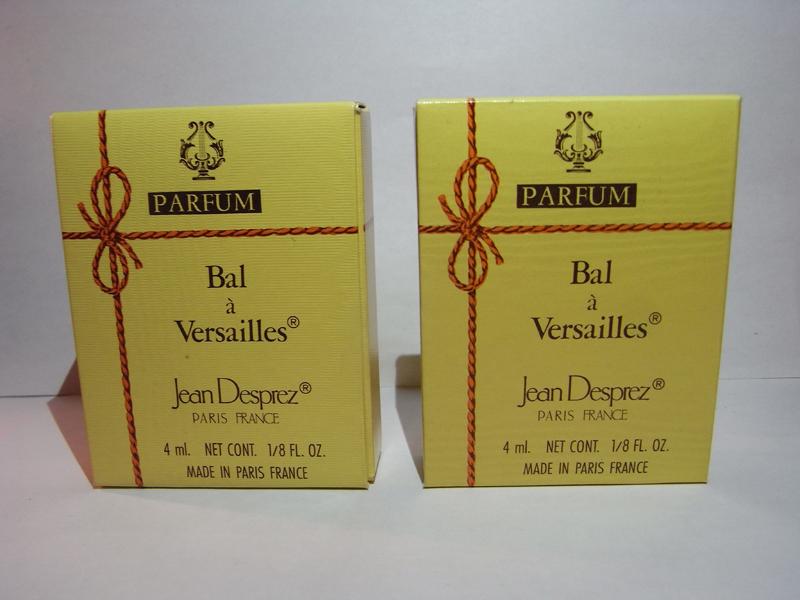 PARFUM
Bal
à
Versailles®
Jean Desprez®
PARIS FRANCE
4 ml. NET CONT. 1/8 FL. OZ.
MADE IN PARIS FRANCE
PARFUM
Bal
à
Versailles®
Jean Desprez®
PARIS FRANCE
4 ml. NET CONT. 1/8 FL. OZ.
MADE IN PARIS FRANCE